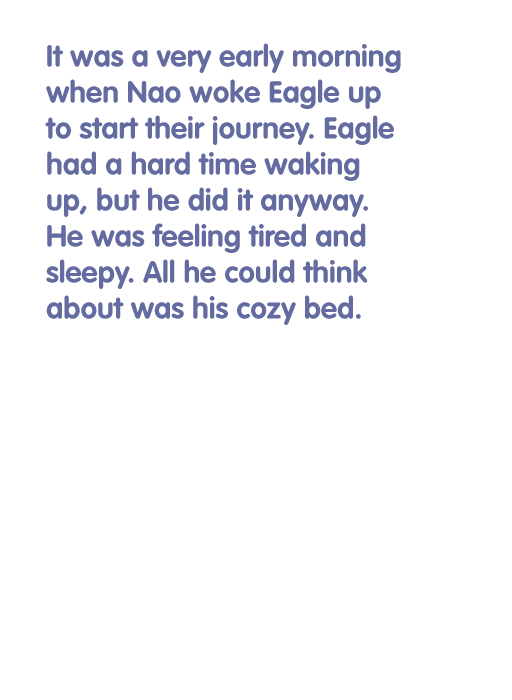 It was a very early morning
when Nao woke Eagle up
to start their journey. Eagle
had a hard time waking
up, but he did it anyway.
He was feeling tired and
sleepy. All he could think
about was his cozy bed.